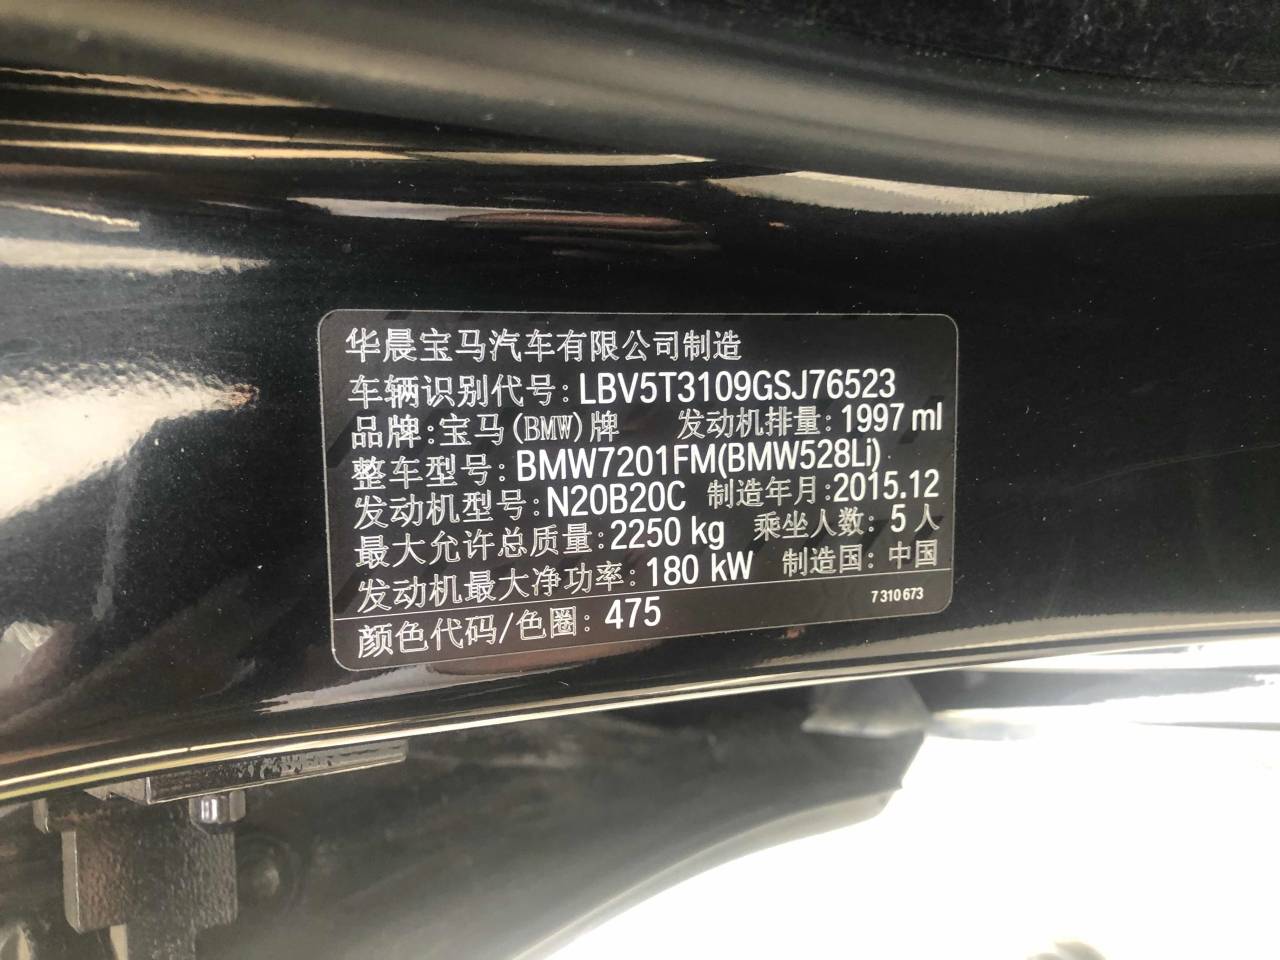 华晨宝马汽车有限公司制造
车辆识别代号: LBV5T3109GSJ76523
品牌:宝马(BMW)牌 发动机排量: 1997 ml
整车型号: BMW7201FM(BMW528Li)
发动机型号: N20B20C 制造年月:2015.12
最大允许总质量: 2250 kg 乘坐人数: 5 人
发动机最大净功率: 180 kW 制造国: 中国
颜色代码/色圈: 475 7 310 673